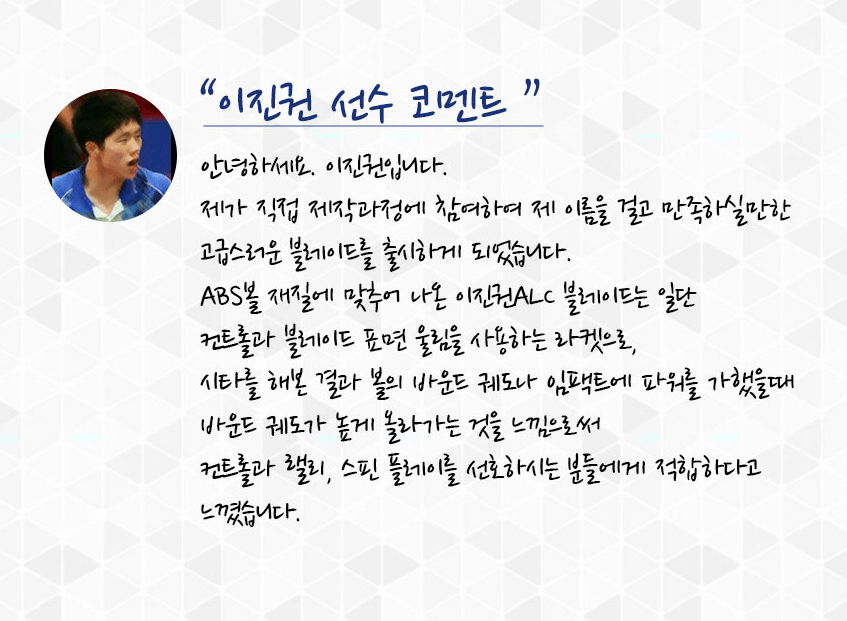 “이진권 선수 코멘트 ”
안녕하세요. 이진권입니다.
제가 직접 제작과정에 참여하여 제 이름을 걸고 만족하실만한
고급스러운 블레이드를 출시하게 되었습니다.
ABS볼 재질에 맞추어 나온 이진권ALC 블레이드는 일단
컨트롤과 블레이드 표면 울림을 사용하는 라켓으로,
시타를 해본 결과 볼의 바운드 궤도나 임팩트에 파워를 가했을때
바운드 궤도가 높게 올라가는 것을 느낌으로써
컨트롤과 랠리, 스핀 플레이를 선호하시는 분들에게 적합하다고
느꼈습니다.